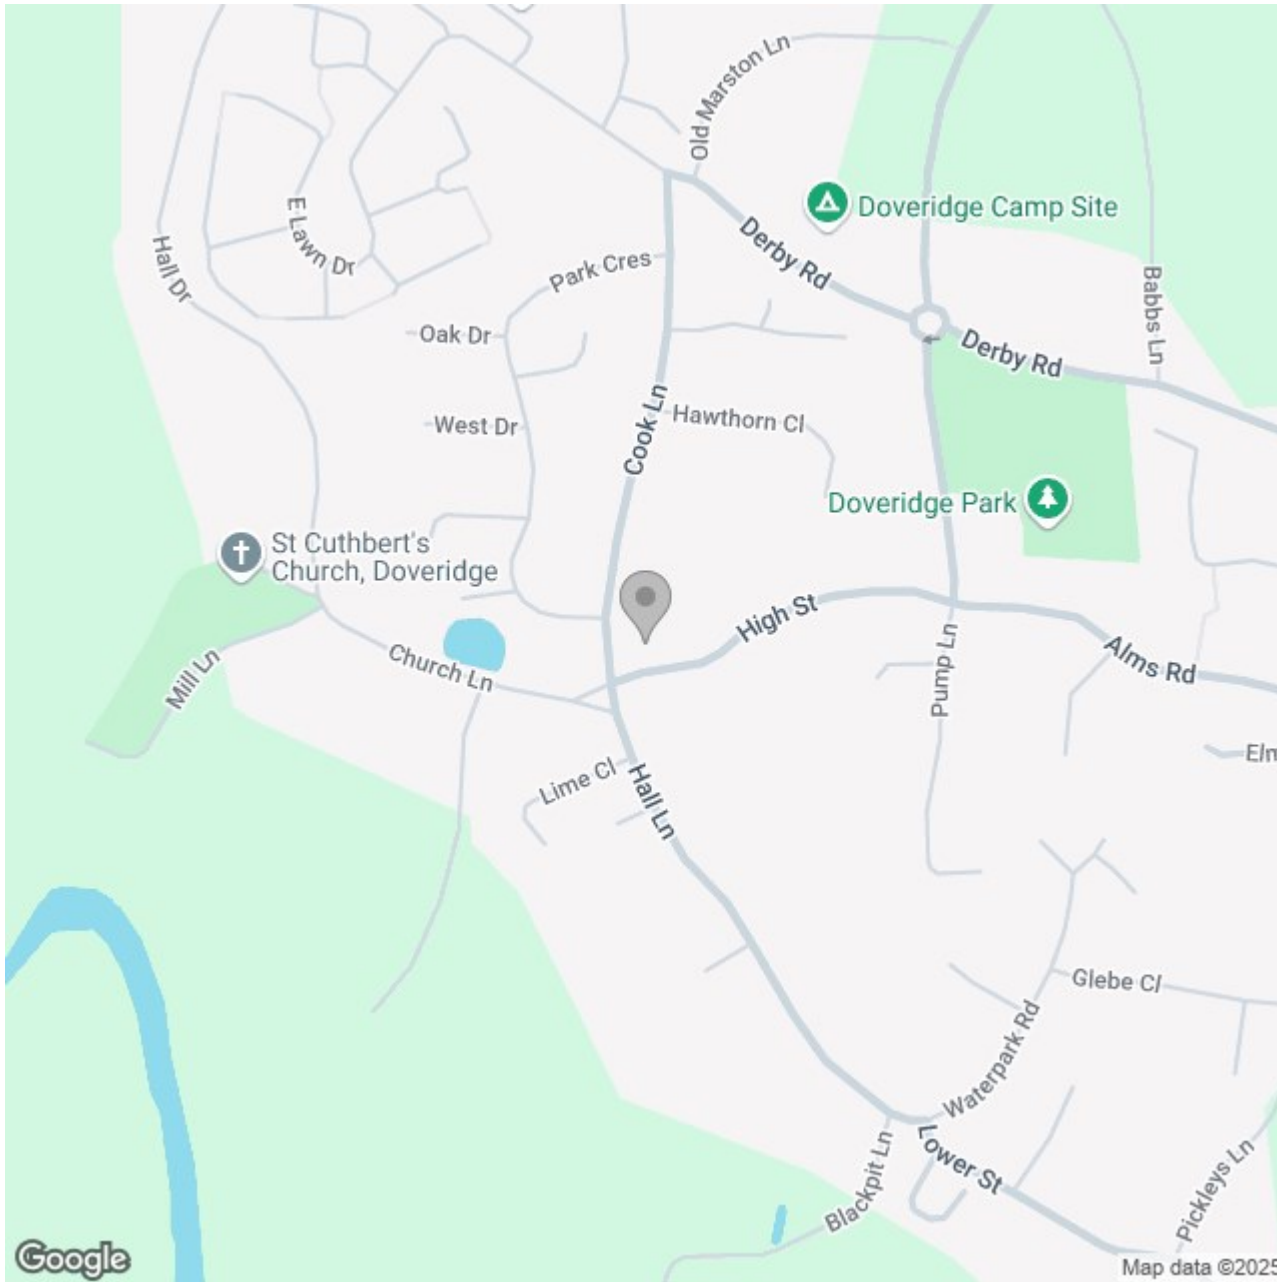 Old Marston Ln
Doveridge Camp Site
E Lawn Dr
Hall Dr
Park Cres
Derby Rd
Babbs Ln
Oak Dr
Derby Rd
West Dr
Cook Ln
Hawthorn Cl
Doveridge Park
St Cuthbert's
Church, Doveridge
High St
Mill Ln
Church Ln
Pump Ln
Alms Rd
Elm
Lime Cl
Hall Ln
Glebe Cl
Waterpark Rd
Lower St
Blackpit Ln
Pickleys Ln
Google
Map data ©2025